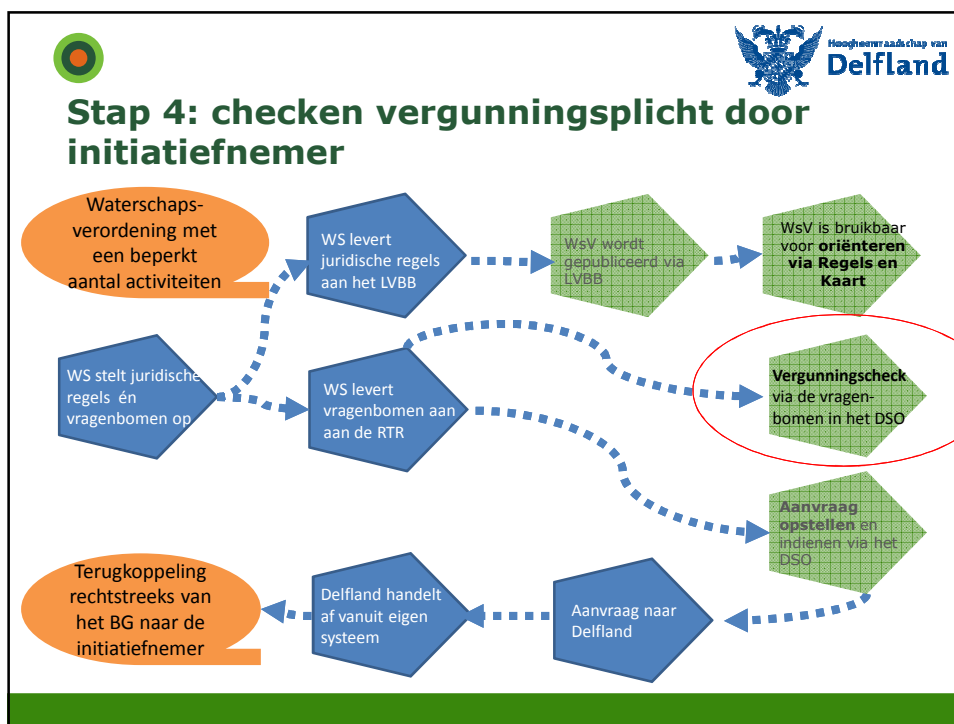 Hoogheemraadschap van
Delfland
Stap 4: checken vergunningsplicht door
initiatiefnemer
Waterschaps-
verordening met
een beperkt
aantal activiteiten
WS levert
juridische regels
aan het LVBB
WsV wordt
gepubliceerd via
LVBB
WsV is bruikbaar
voor oriënteren
via Regels en
Kaart
WS stelt juridische
regels én
vragenbomen op
WS levert
vragenbomen aan
aan de RTR
Vergunningscheck
via de vragen-
bomen in het DSO
Aanvraag
opstellen en
indienen via het
DSO
Terugkoppeling
rechtstreeks van
het BG naar de
initiatiefnemer
Delfland handelt
af vanuit eigen
systeem
Aanvraag naar
Delfland